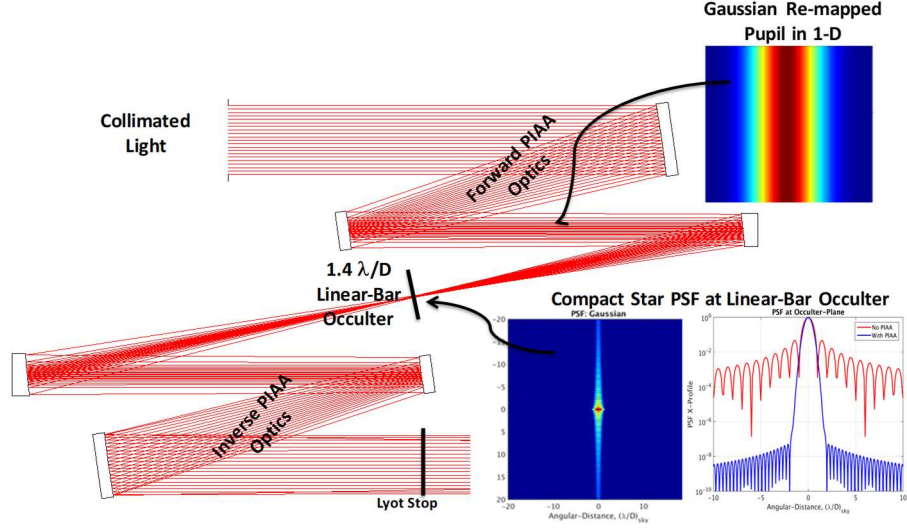 Gaussian Re-mapped
Pupil in 1-D
Collimated
Light
Forward PIAA
Optics
1.4 λ/D
Linear-Bar
Occulter
Compact Star PSF at Linear-Bar Occulter
PSF: Gaussian
-20
-15
-10
-5
0
5
10
15
20
-20
-10
0
10
Angular-Distance, (λ/D)sky
PSF at Occulter-Plane
No PIAA
With PIAA
PSF X-Profile
10^0
10^-2
10^-4
10^-6
10^-8
10^-10
-10
-5
0
5
10
Angular-Distance, (λ/D)sky
Inverse PIAA
Optics
Lyot Stop